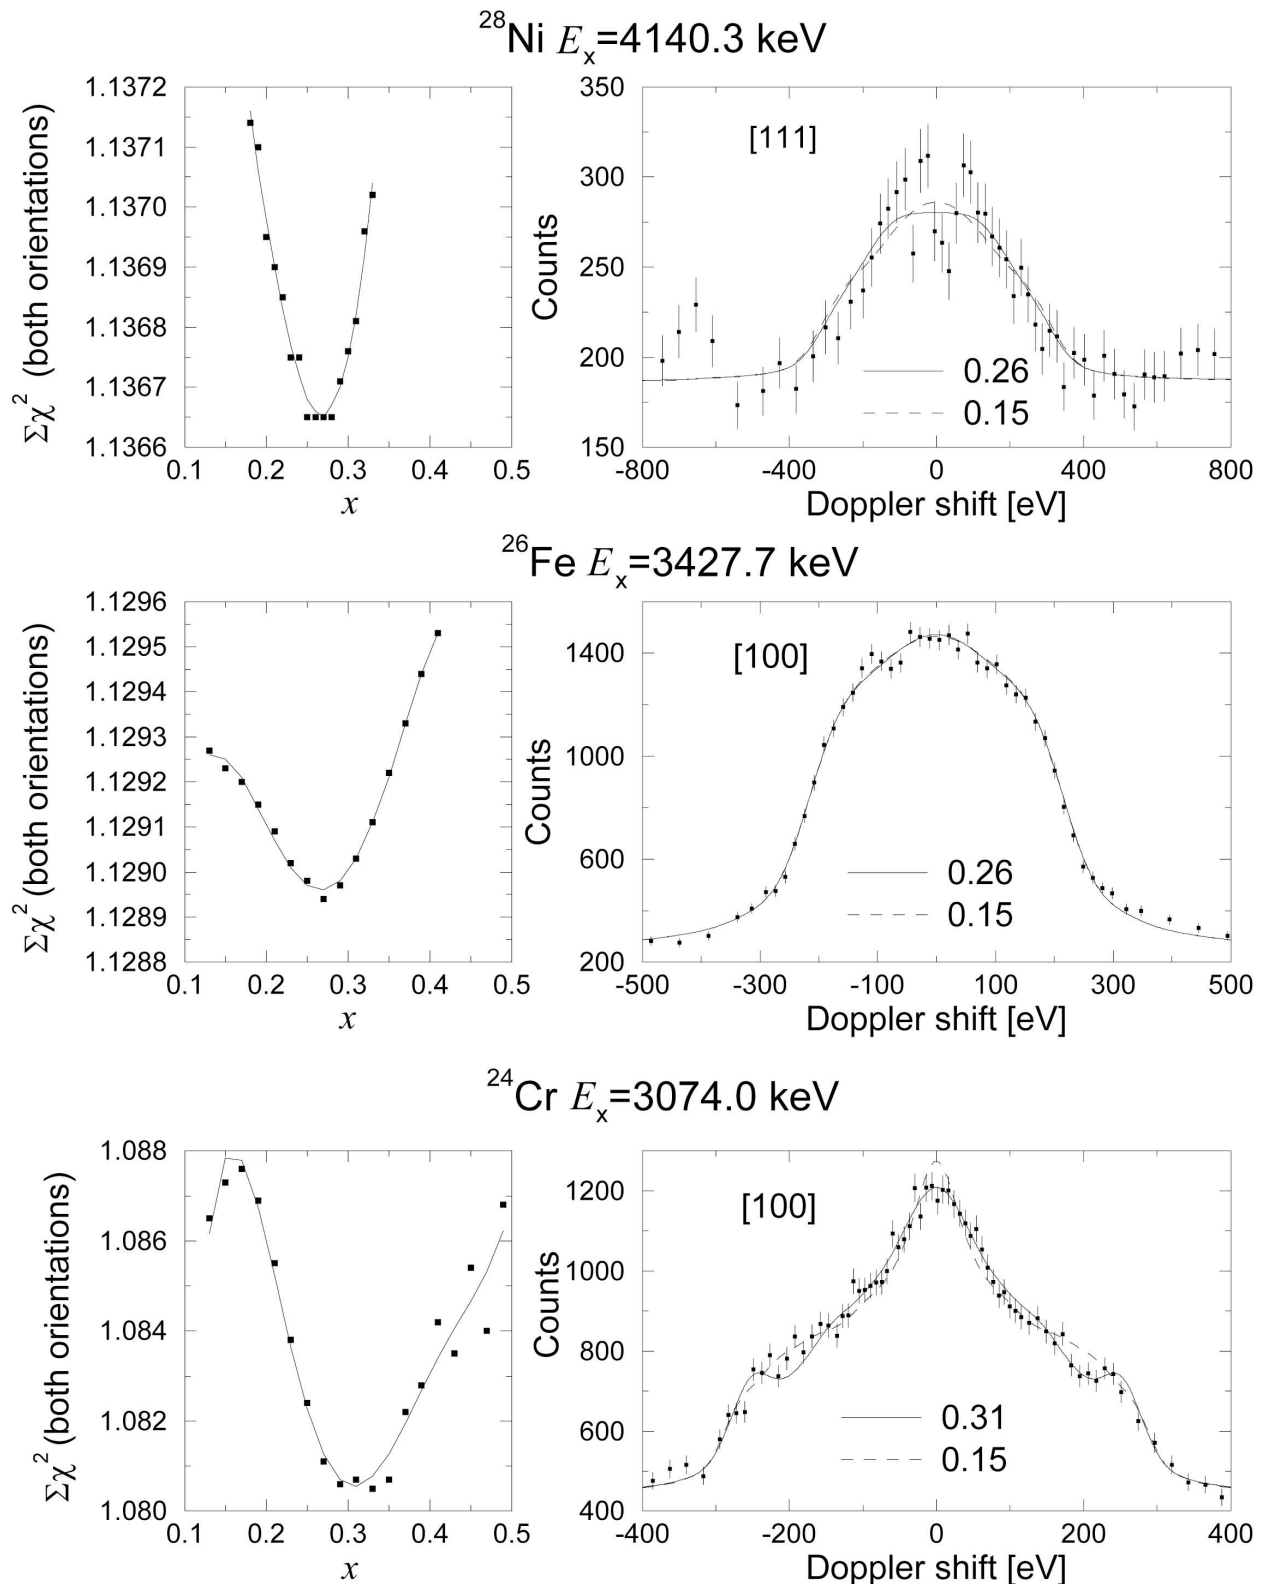 ²⁸Ni Eₓ=4140.3 keV
Σχ² (both orientations)
1.1372
1.1371
1.1370
1.1369
1.1368
1.1367
1.1366
0.1 0.2 0.3 0.4 0.5
x
Counts
350
300
250
200
150
[111]
0.26
0.15
-800 -400 0 400 800
Doppler shift [eV]
²⁶Fe Eₓ=3427.7 keV
Σχ² (both orientations)
1.1296
1.1295
1.1294
1.1293
1.1292
1.1291
1.1290
1.1289
1.1288
0.1 0.2 0.3 0.4 0.5
x
Counts
1400
1000
600
200
[100]
0.26
0.15
-500 -300 -100 100 300 500
Doppler shift [eV]
²⁴Cr Eₓ=3074.0 keV
Σχ² (both orientations)
1.088
1.086
1.084
1.082
1.080
0.1 0.2 0.3 0.4 0.5
x
Counts
1200
1000
800
600
400
[100]
0.31
0.15
-400 -200 0 200 400
Doppler shift [eV]